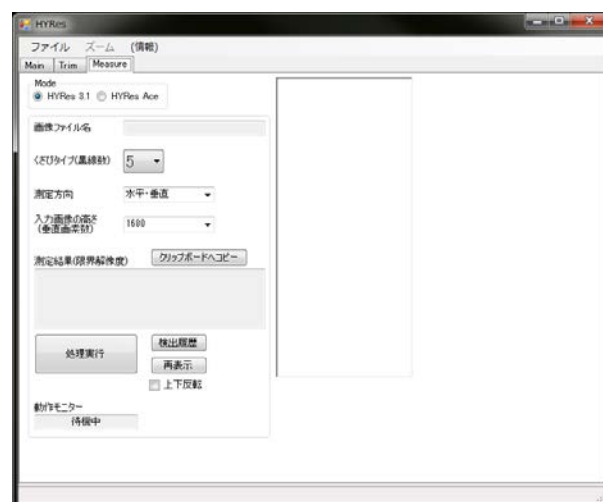 HYRes
ファイル ズーム (情報)
Main Trim Measure
Mode
HYRes 3.1 HYRes Ace
画像ファイル名
くさびタイプ(黒線数) 5
測定方向 水平・垂直
入力画像の高さ
(垂直画素数) 1600
測定結果(限界解像度) クリップボードへコピー
処理実行
検出履歴
再表示
上下反転
動作モニター
待機中